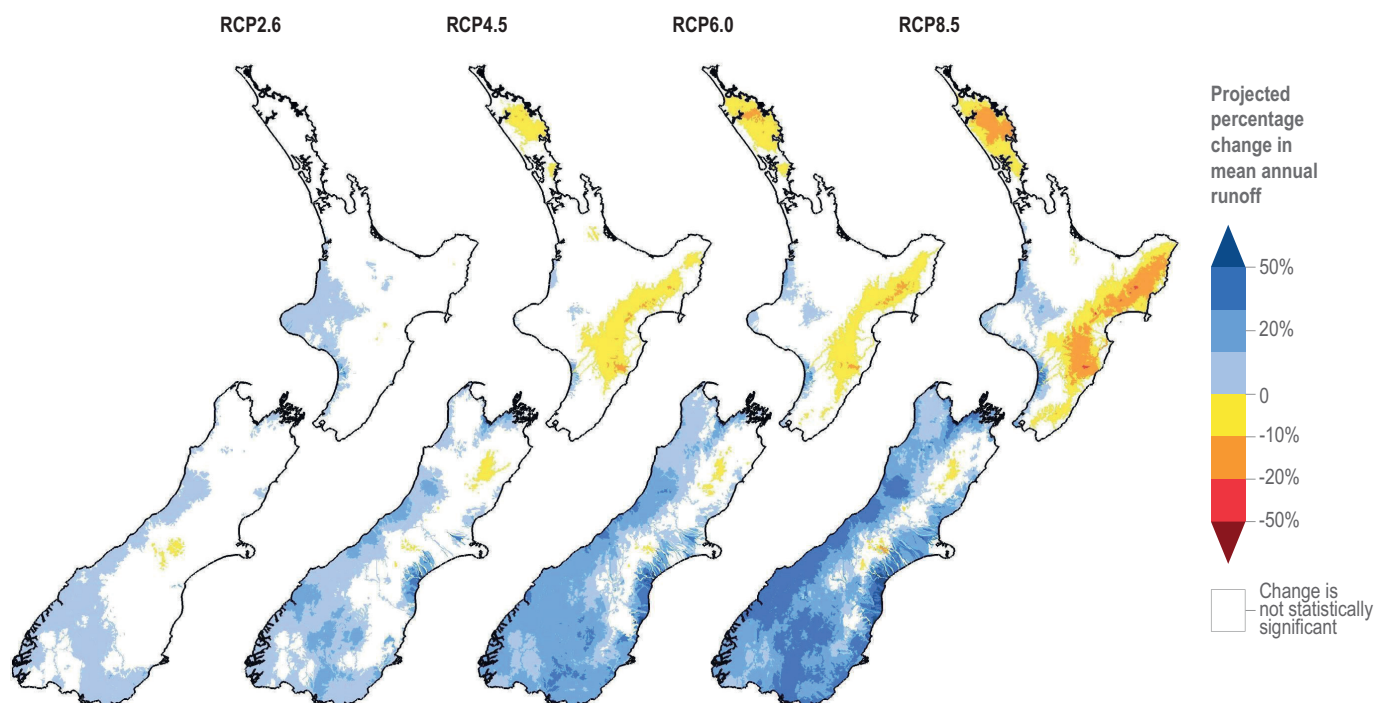 RCP2.6
RCP4.5
RCP6.0
RCP8.5
Projected
percentage
change in
mean annual
runoff
50%
20%
0
-10%
-20%
-50%
Change is
not statistically
significant